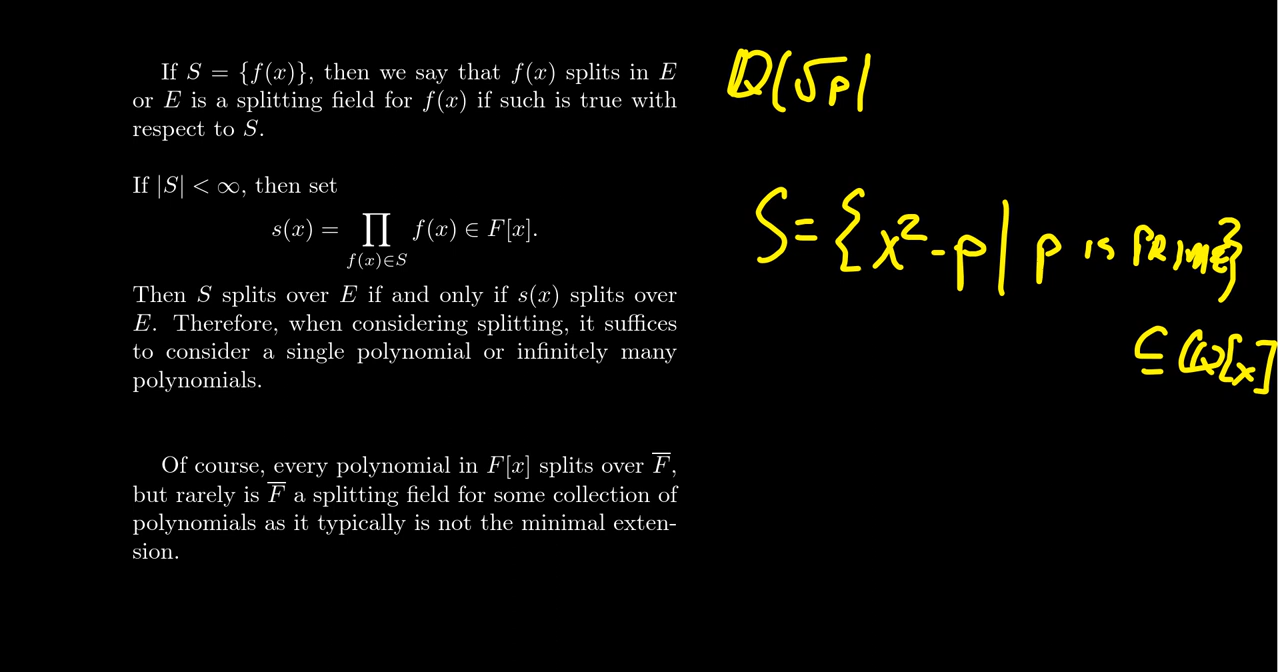 If S = {f(x)}, then we say that f(x) splits in E
or E is a splitting field for f(x) if such is true with
respect to S.
If |S| < ∞, then set
s(x) = ∏ f(x) ∈ F[x].
f(x)∈S
Then S splits over E if and only if s(x) splits over
E. Therefore, when considering splitting, it suffices
to consider a single polynomial or infinitely many
polynomials.
Of course, every polynomial in F[x] splits over F̅,
but rarely is F̅ a splitting field for some collection of
polynomials as it typically is not the minimal exten-
sion.
ℚ(√p|
S = {x² - p | p is PRIME}
⊆ ℚ[x]